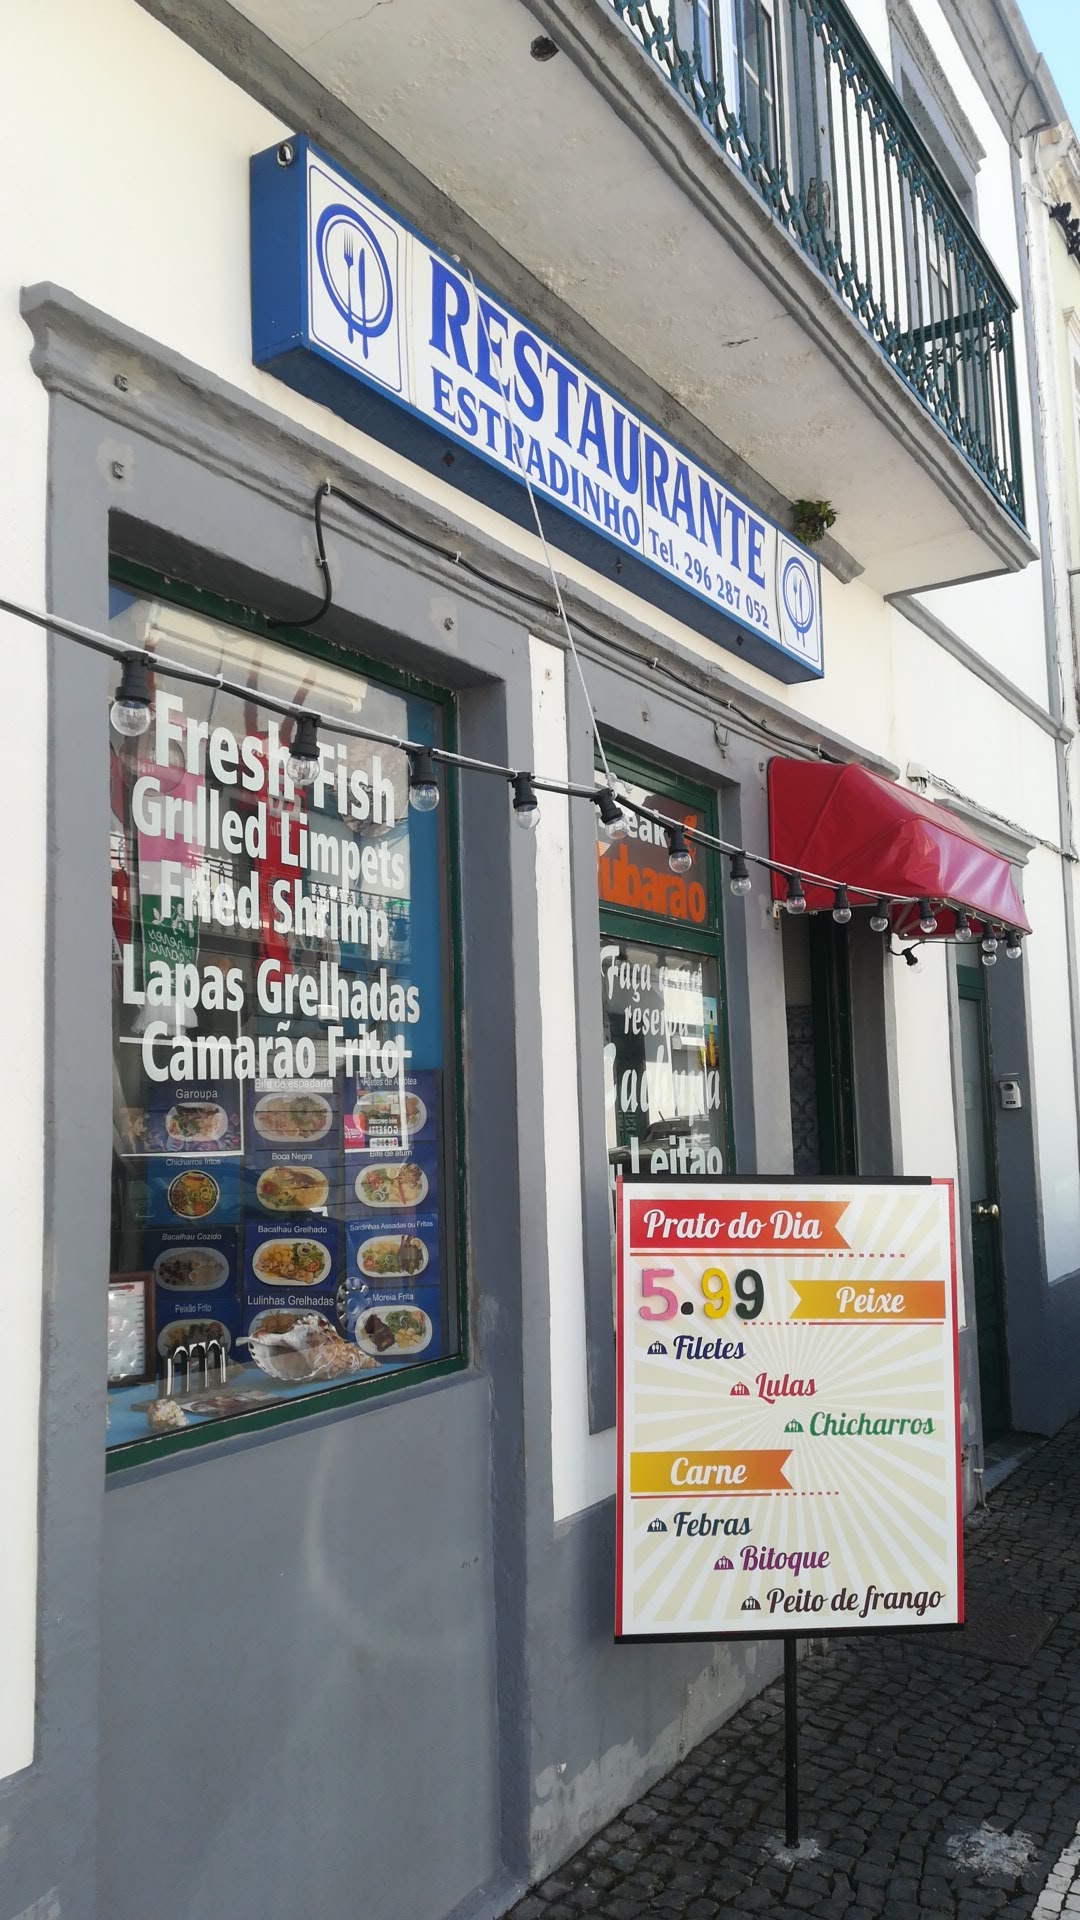 RESTAURANTE
ESTRADINHO
Tel. 296 287 052
Fresh Fish
Grilled Limpets
Fried Shrimp
Lapas Grelhadas
Camarão Frito
Garoupa
Bife de espadarte
Filetes de
Chicharros fritos
Boca Negra
Bife de atum
Bacalhau Cozido
Bacalhau Grelhado
Sardinhas Assadas ou Fritas
Peixão Frito
Lulinhas Grelhadas
Moreia Frita
Faça a sua
reserva
Leitão
Prato do Dia
5.99
Peixe
Filetes
Lulas
Chicharros
Carne
Febras
Bitoque
Peito de frango